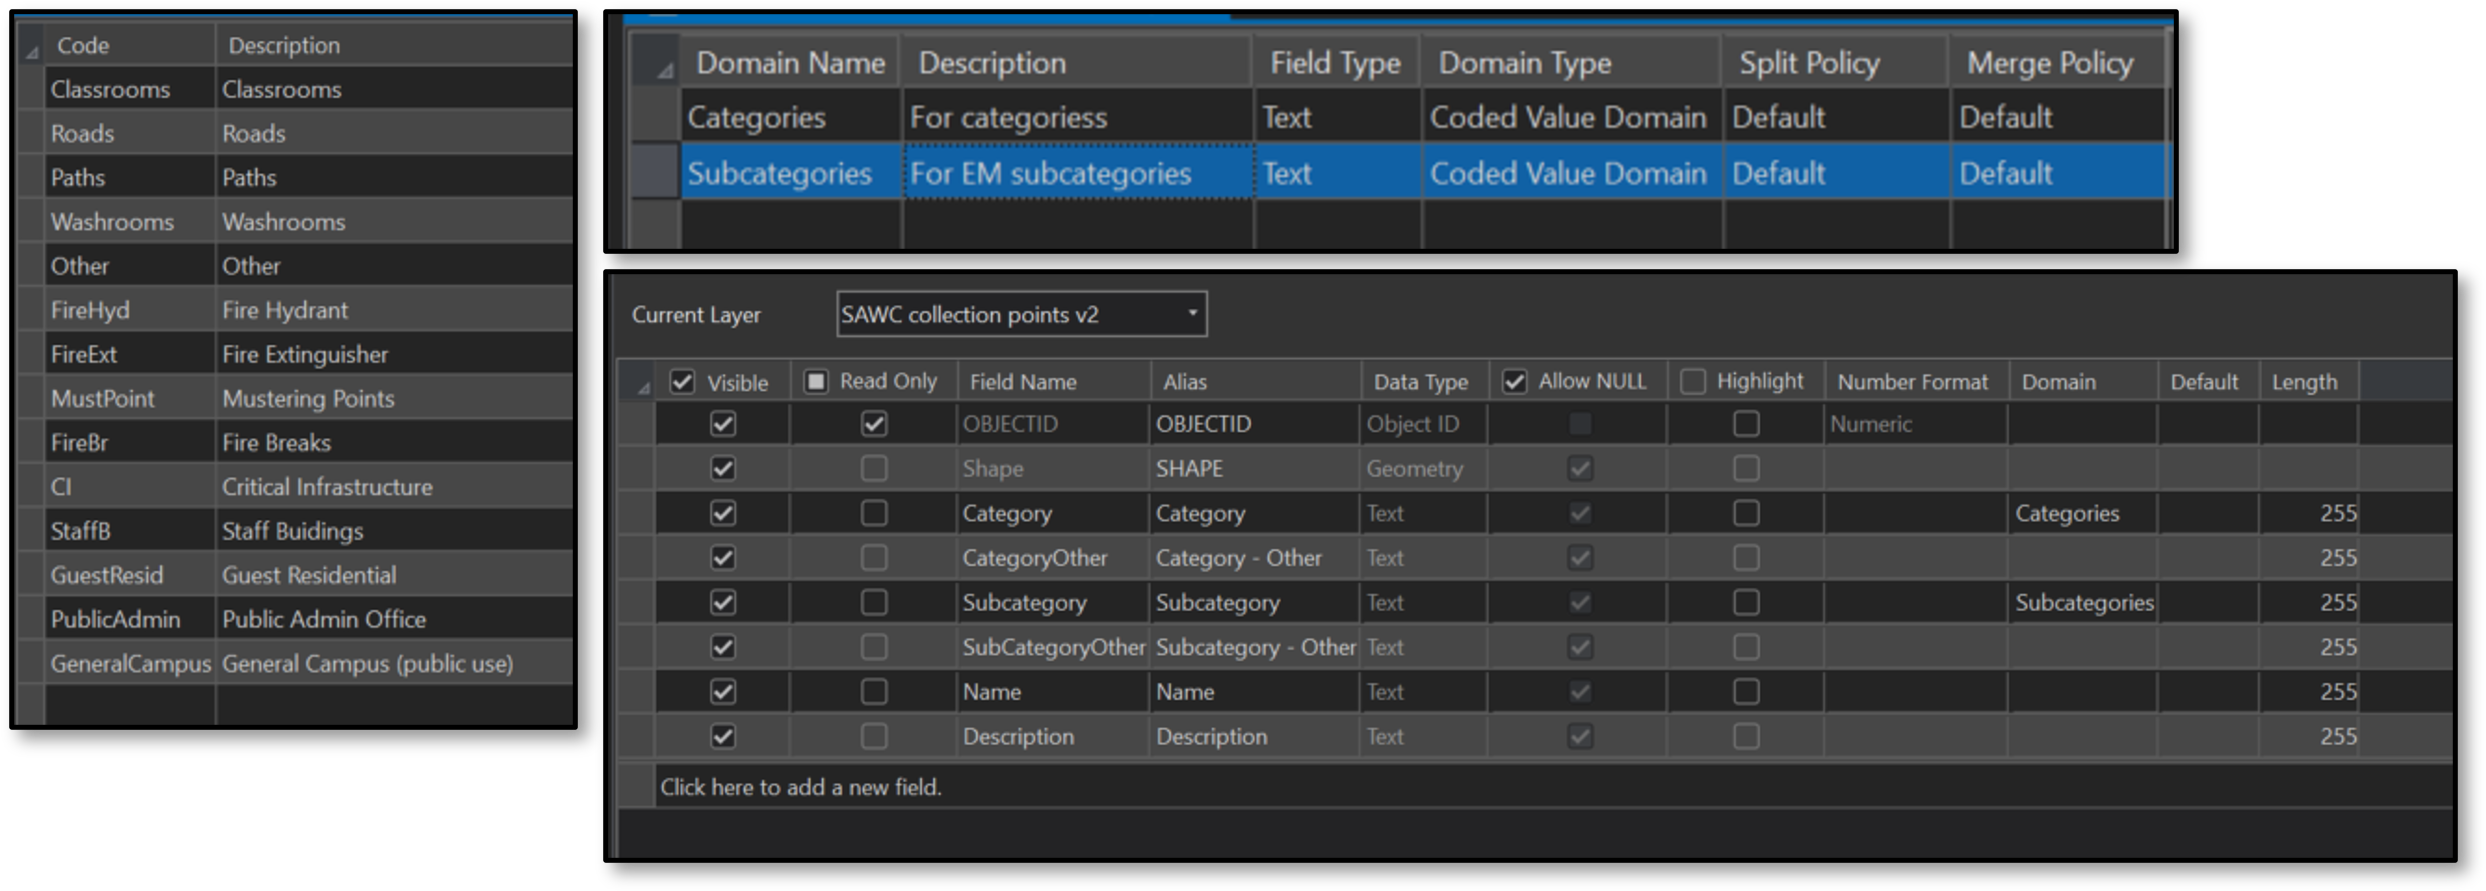 Code Description
Classrooms Classrooms
Roads Roads
Paths Paths
Washrooms Washrooms
Other Other
FireHyd Fire Hydrant
FireExt Fire Extinguisher
MustPoint Mustering Points
FireBr Fire Breaks
CI Critical Infrastructure
StaffB Staff Buidings
GuestResid Guest Residential
PublicAdmin Public Admin Office
GeneralCampus General Campus (public use)
Domain Name Description Field Type Domain Type Split Policy Merge Policy
Categories For categoriess Text Coded Value Domain Default Default
Subcategories For EM subcategories Text Coded Value Domain Default Default
Current Layer SAWC collection points v2
Visible Read Only Field Name Alias Data Type Allow NULL Highlight Number Format Domain Default Length
OBJECTID OBJECTID Object ID Numeric
Shape SHAPE Geometry
Category Category Text Categories 255
CategoryOther Category - Other Text 255
Subcategory Subcategory Text Subcategories 255
SubCategoryOther Subcategory - Other Text 255
Name Name Text 255
Description Description Text 255
Click here to add a new field.